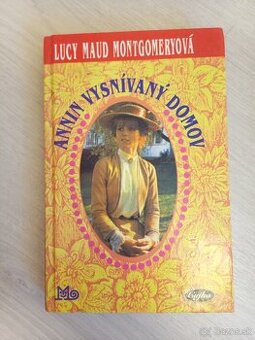 LUCY MAUD MONTGOMERYOVÁ
ANNIN VYSNÍVANÝ DOMOV